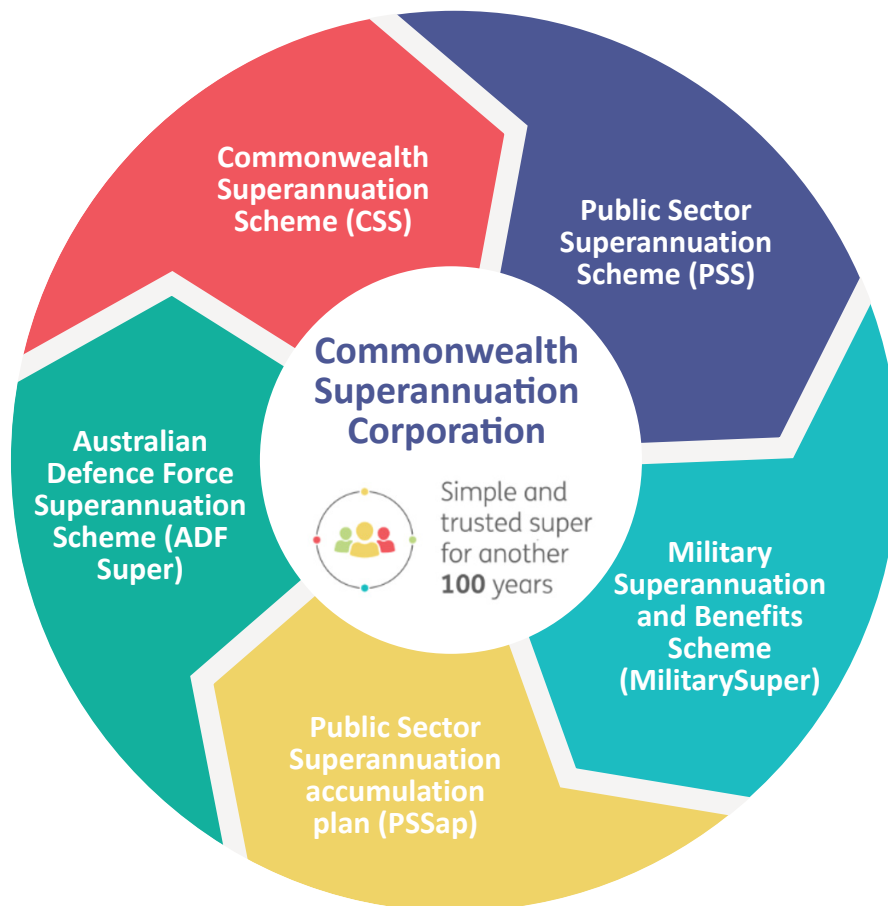 Commonwealth
Superannuation
Scheme (CSS)
Public Sector
Superannuation
Scheme (PSS)
Commonwealth
Superannuation
Corporation
Simple and
trusted super
for another
100 years
Australian
Defence Force
Superannuation
Scheme (ADF
Super)
Military
Superannuation
and Benefits
Scheme
(MilitarySuper)
Public Sector
Superannuation
accumulation
plan (PSSap)